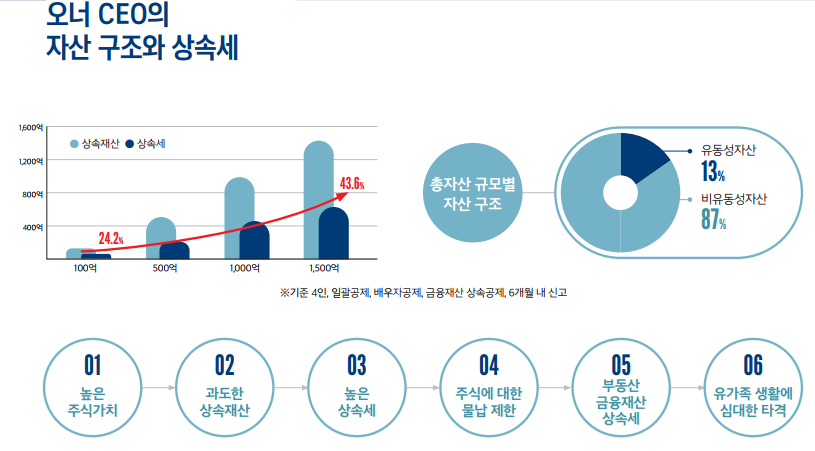 오너 CEO의
자산 구조와 상속세
1,600억
1,200억
800억
400억
상속재산 상속세
24.2%
43.6%
100억 500억 1,000억 1,500억
총자산 규모별
자산 구조
유동성자산
13%
비유동성자산
87%
※기준 4인, 일괄공제, 배우자공제, 금융재산 상속공제, 6개월 내 신고
01
높은
주식가치
02
과도한
상속재산
03
높은
상속세
04
주식에 대한
물납 제한
05
부동산
금융재산
상속세
06
유가족 생활에
심대한 타격